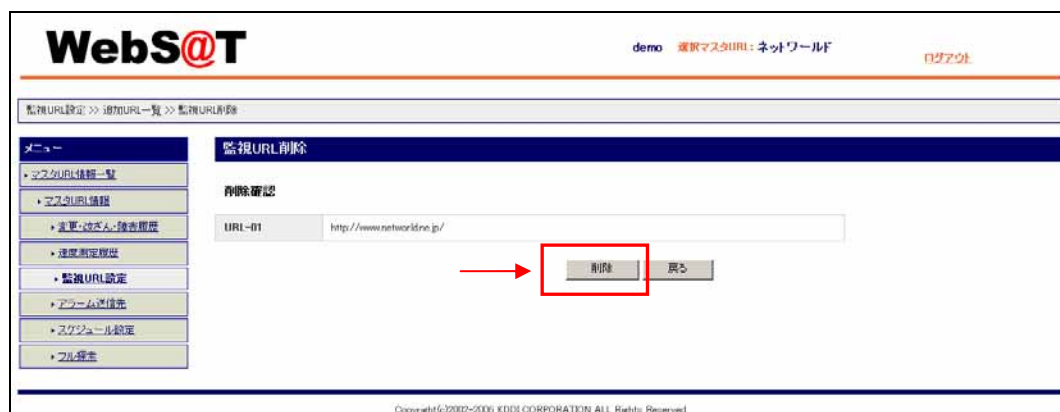 WebS@T
demo 選択マスタURL: ネットワールド
ログアウト
監視URL設定 >> 追加URL一覧 >> 監視URL削除
メニュー
監視URL削除
マスタURL情報一覧
マスタURL情報
削除確認
変更・改ざん・障害履歴
URL-01 http://www.networld.ne.jp/
速度測定履歴
削除 戻る
監視URL設定
アラーム送信先
スケジュール設定
フル探索
Copyright(c)2002-2006 KDDI CORPORATION ALL Rights Reserved